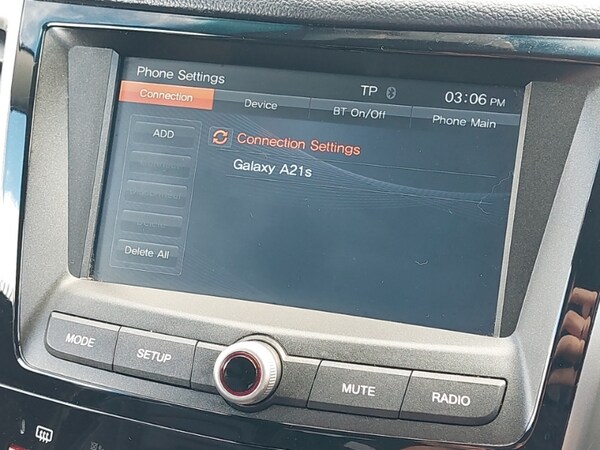 Phone Settings
TP
03:06 PM
Connection
Device
BT On/Off
Phone Main
ADD
Connection Settings
Galaxy A21s
Delete All
MODE
SETUP
MUTE
RADIO